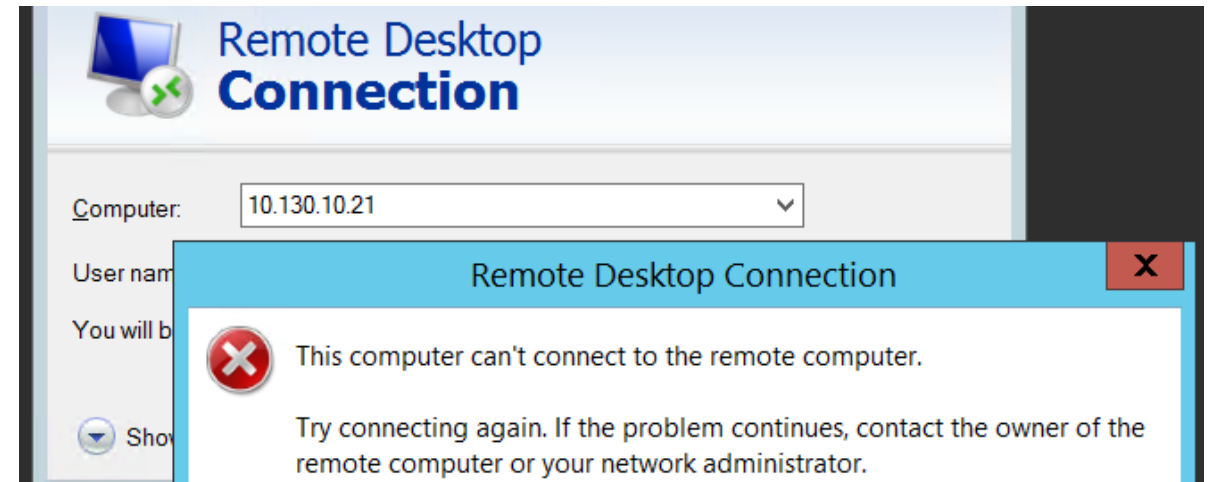 Remote Desktop
Connection
Computer:
10.130.10.21
User nam
You will b
Show
Remote Desktop Connection
X
This computer can't connect to the remote computer.
Try connecting again. If the problem continues, contact the owner of the
remote computer or your network administrator.